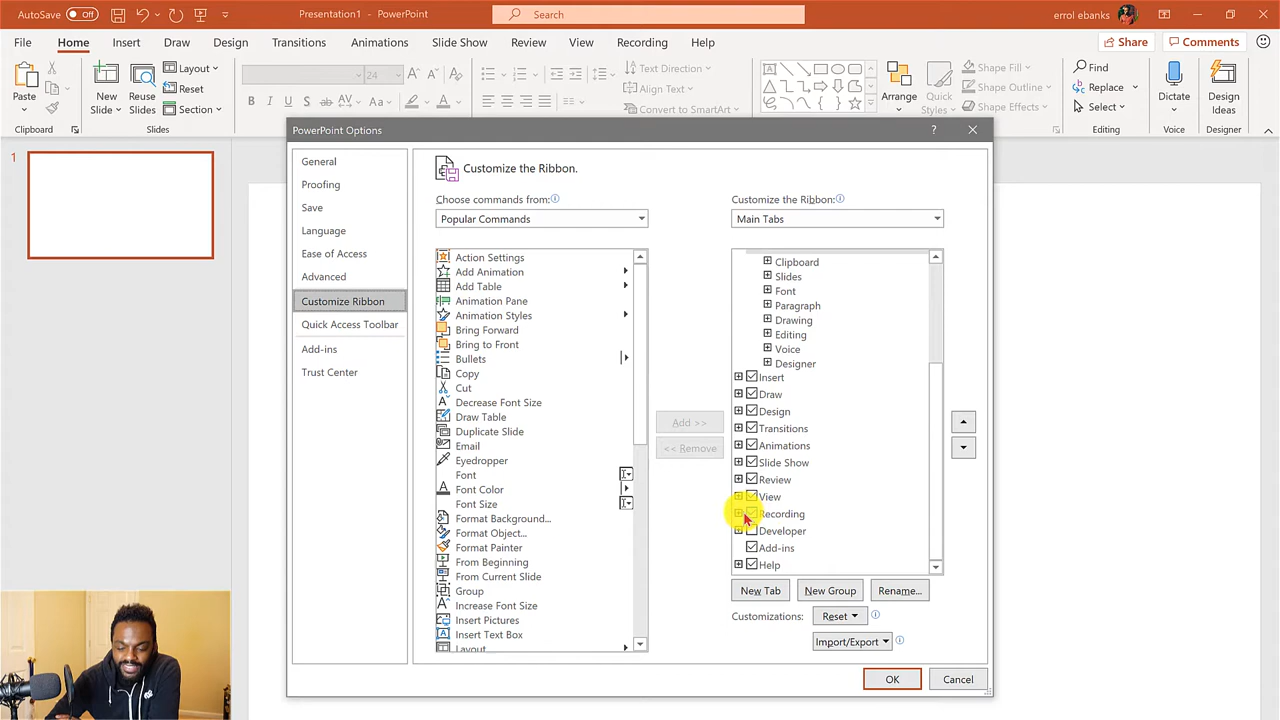 AutoSave Off Presentation1 - PowerPoint Search errol ebanks
File Home Insert Draw Design Transitions Animations Slide Show Review View Recording Help Share Comments
Paste
New Slide
Reuse Slides
Layout
Reset
Section
24
Text Direction
Align Text
Convert to SmartArt
Arrange
Quick Styles
Shape Fill
Shape Outline
Shape Effects
Find
Replace
Select
Dictate
Design Ideas
Clipboard Slides Editing Voice Designer
1
PowerPoint Options
General
Proofing
Save
Language
Ease of Access
Advanced
Customize Ribbon
Quick Access Toolbar
Add-ins
Trust Center
Customize the Ribbon.
Choose commands from:
Popular Commands
Action Settings
Add Animation
Add Table
Animation Pane
Animation Styles
Bring Forward
Bring to Front
Bullets
Copy
Cut
Decrease Font Size
Draw Table
Duplicate Slide
Email
Eyedropper
Font
Font Color
Font Size
Format Background...
Format Object...
Format Painter
From Beginning
From Current Slide
Group
Increase Font Size
Insert Pictures
Insert Text Box
Layout
Add >>
<< Remove
Customize the Ribbon:
Main Tabs
Clipboard
Slides
Font
Paragraph
Drawing
Editing
Voice
Designer
Insert
Draw
Design
Transitions
Animations
Slide Show
Review
View
Recording
Developer
Add-ins
Help
New Tab New Group Rename...
Customizations: Reset
Import/Export
OK Cancel